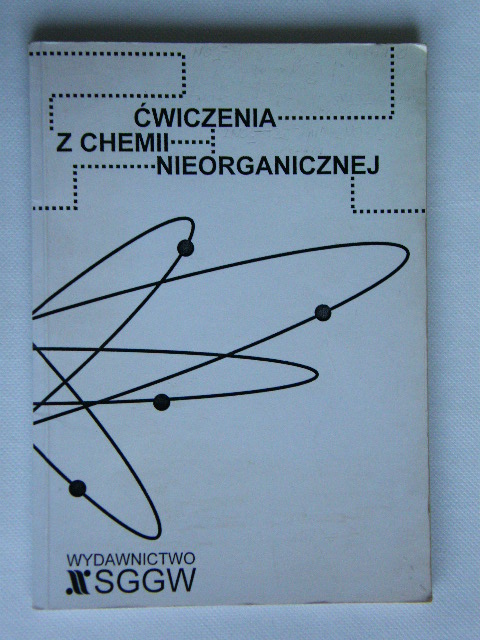 ĆWICZENIA
Z CHEMII
NIEORGANICZNEJ
WYDAWNICTWO
SGGW